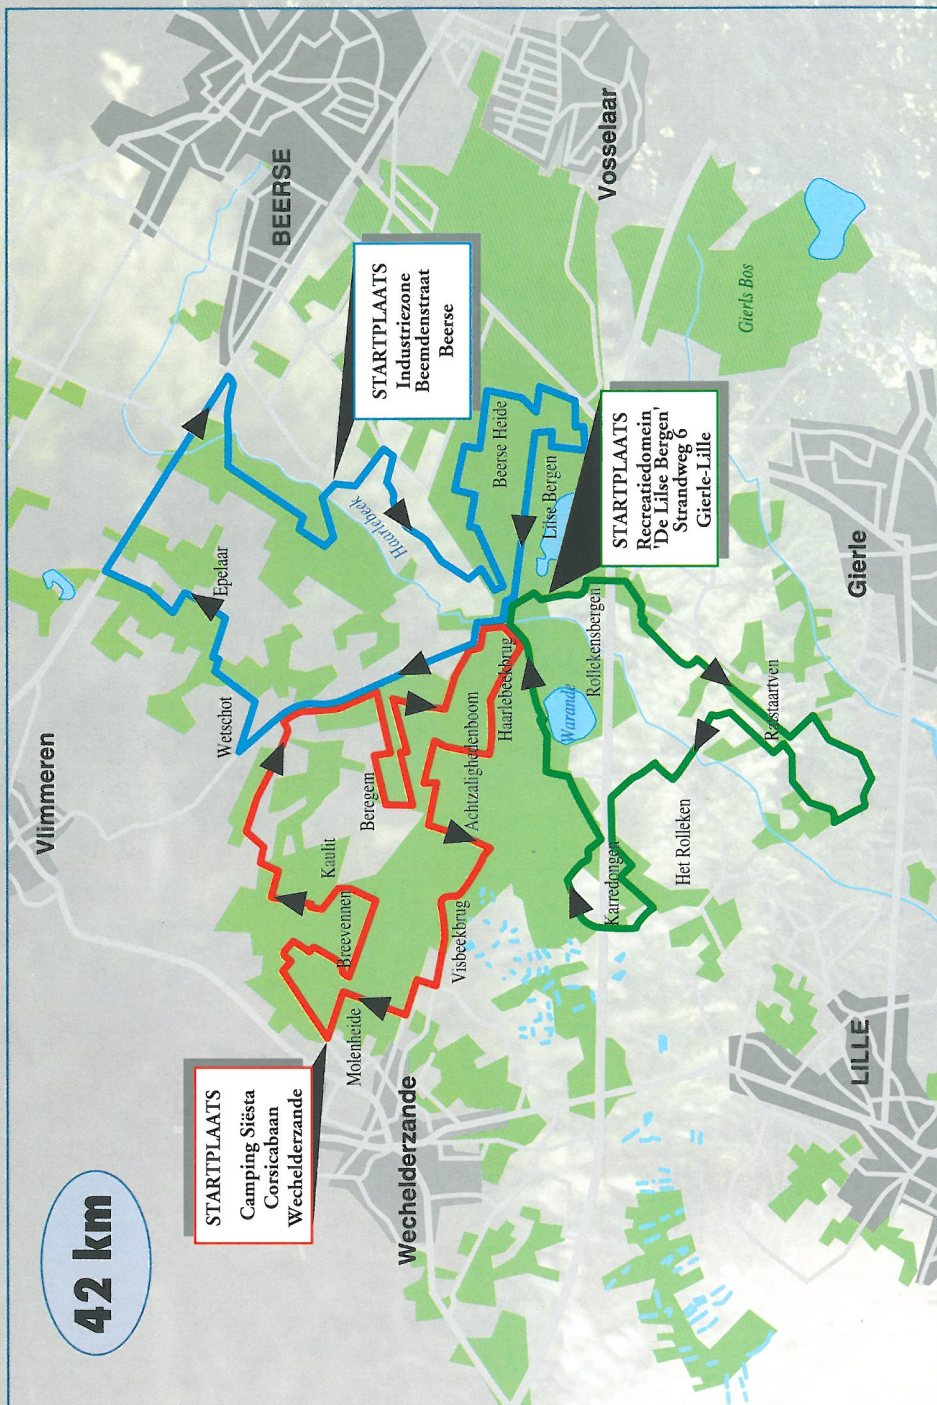 42 km
STARTPLAATS
Camping Siësta
Corsicabaan
Wechelderzande
Vlimmeren
BEERSE
STARTPLAATS
Industriezone
Beemdenstraat
Beerse
Wetschot
Epelaar
Haarlebeek
Kaulit
Breevennen
Beregem
Molenheide
Wechelderzande
Visbeekbrug
Achtzalighedenboom
Haarlebeekbrug
Beerse Heide
Lilse Bergen
Vosselaar
Warande
Rollekensbergen
STARTPLAATS
Recreatiedomein
'De Lilse Bergen'
Strandweg 6
Gierle-Lille
Gierls Bos
Karredongen
Het Rolleken
Ratstaartven
LILLE
Gierle